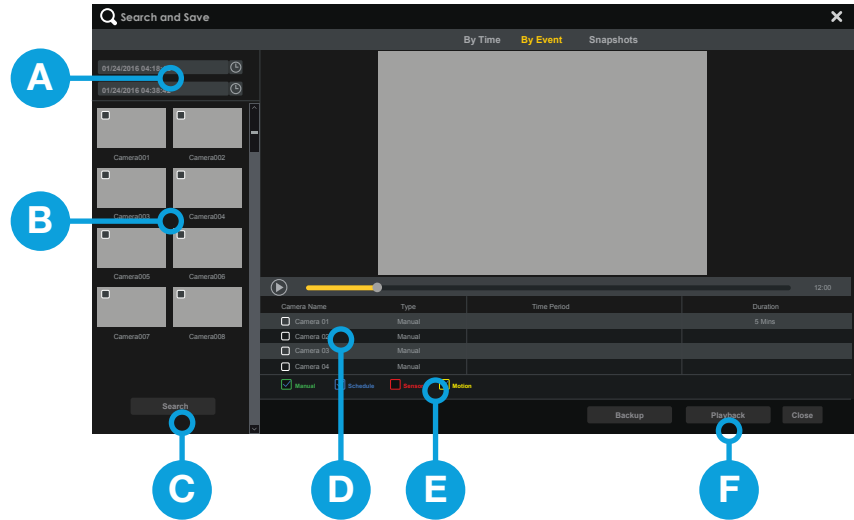 Search and Save
By Time By Event Snapshots
A
01/24/2016 04:18
01/24/2016 04:38:42
Camera001 Camera002
Camera003 Camera004
B
Camera005 Camera006
Camera007 Camera008
12:00
Camera Name Type Time Period Duration
Camera 01 Manual 5 Mins
Camera 02 Manual
Camera 03 Manual
Camera 04 Manual
Manual Schedule Sensor Motion
Search
Backup Playback Close
C D E F